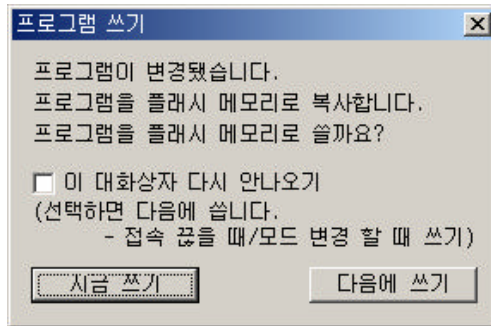 프로그램 쓰기
프로그램이 변경됐습니다.
프로그램을 플래시 메모리로 복사합니다.
프로그램을 플래시 메모리로 쓸까요?
이 대화상자 다시 안나오기
(선택하면 다음에 씁니다.
- 접속 끊을 때/모드 변경 할 때 쓰기)
지금 쓰기 다음에 쓰기